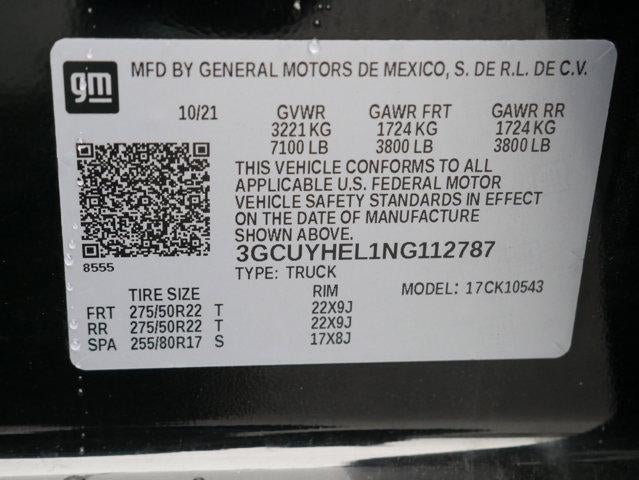 gm MFD BY GENERAL MOTORS DE MEXICO, S. DE R.L. DE C.V.
10/21 GVWR GAWR FRT GAWR RR
3221 KG 1724 KG 1724 KG
7100 LB 3800 LB 3800 LB
THIS VEHICLE CONFORMS TO ALL
APPLICABLE U.S. FEDERAL MOTOR
VEHICLE SAFETY STANDARDS IN EFFECT
ON THE DATE OF MANUFACTURE
SHOWN ABOVE.
8555
3GCUYHEL1NG112787
TYPE: TRUCK MODEL: 17CK10543
TIRE SIZE RIM
FRT 275/50R22 T 22X9J
RR 275/50R22 T 22X9J
SPA 255/80R17 S 17X8J